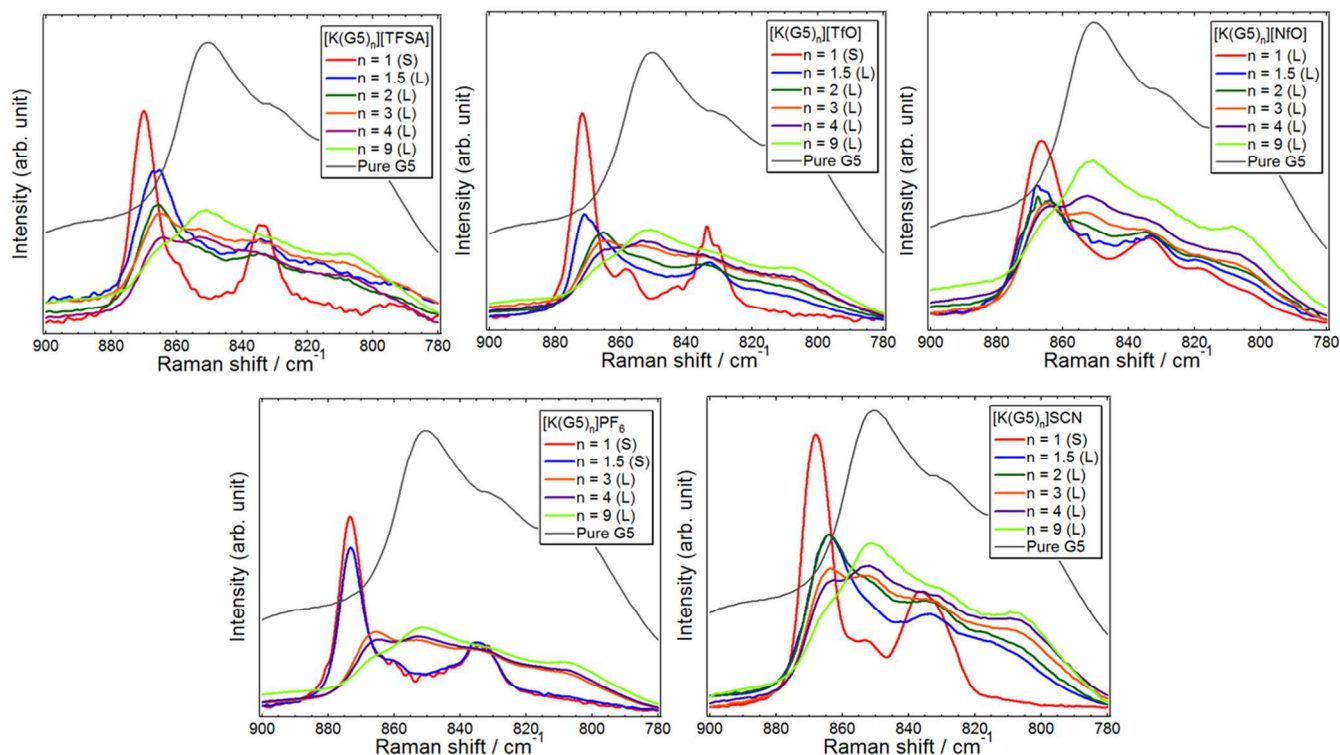 Intensity (arb. unit)
[K(G5)n][TFSA]
n = 1 (S)
n = 1.5 (L)
n = 2 (L)
n = 3 (L)
n = 4 (L)
n = 9 (L)
Pure G5
900 880 860 840 820 800 780
Raman shift / cm-1
Intensity (arb. unit)
[K(G5)n][TfO]
n = 1 (S)
n = 1.5 (L)
n = 2 (L)
n = 3 (L)
n = 4 (L)
n = 9 (L)
Pure G5
900 880 860 840 820 800 780
Raman shift / cm-1
Intensity (arb. unit)
[K(G5)n][NfO]
n = 1 (L)
n = 1.5 (L)
n = 2 (L)
n = 3 (L)
n = 4 (L)
n = 9 (L)
Pure G5
900 880 860 840 820 800 780
Raman shift / cm-1
Intensity (arb. unit)
[K(G5)n]PF6
n = 1 (S)
n = 1.5 (S)
n = 3 (L)
n = 4 (L)
n = 9 (L)
Pure G5
900 880 860 840 820 800 780
Raman shift / cm-1
Intensity (arb. unit)
[K(G5)n]SCN
n = 1 (S)
n = 1.5 (L)
n = 2 (L)
n = 3 (L)
n = 4 (L)
n = 9 (L)
Pure G5
900 880 860 840 820 800 780
Raman shift / cm-1